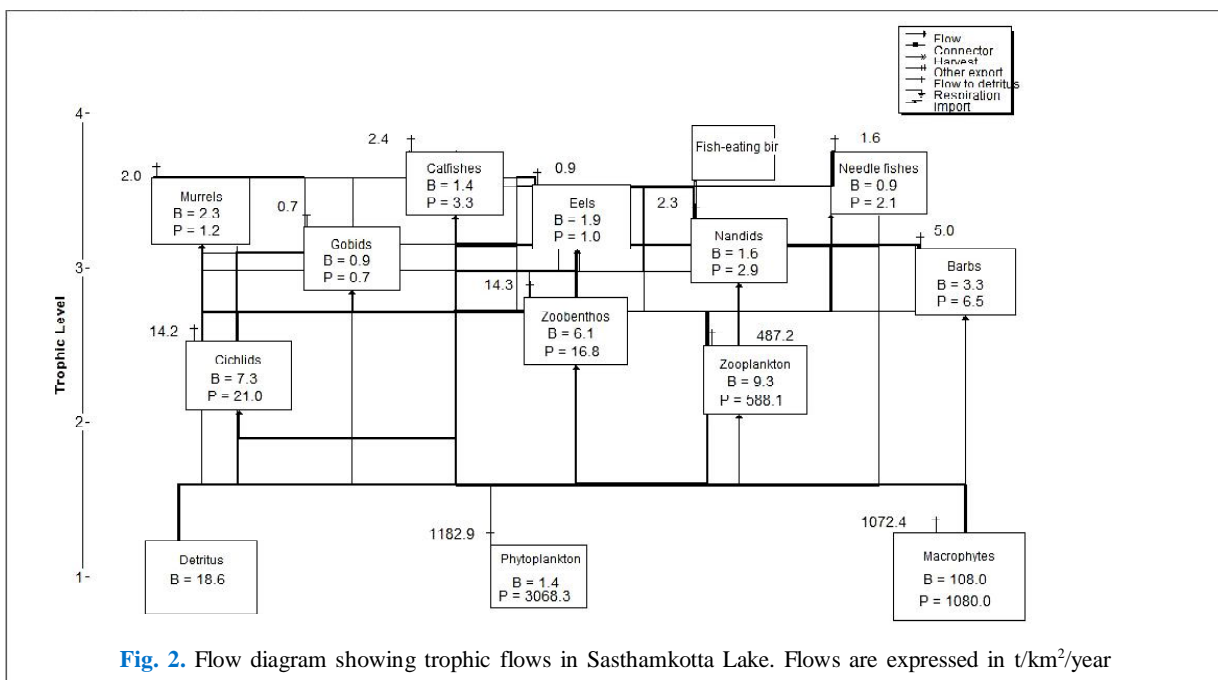 Flow
Connector
Harvest
Other export
Flow to detritus
Respiration
Import
4
3
2
1
Trophic Level
2.4
Catfishes
B = 1.4
P = 3.3
Fish-eating bir
1.6
Needle fishes
B = 0.9
P = 2.1
2.0
Murrels
B = 2.3
P = 1.2
0.9
Eels
B = 1.9
P = 1.0
0.7
Gobids
B = 0.9
P = 0.7
2.3
Nandids
B = 1.6
P = 2.9
5.0
Barbs
B = 3.3
P = 6.5
14.3
Zoobenthos
B = 6.1
P = 16.8
14.2
Cichlids
B = 7.3
P = 21.0
487.2
Zooplankton
B = 9.3
P = 588.1
Detritus
B = 18.6
1182.9
Phytoplankton
B = 1.4
P = 3068.3
1072.4
Macrophytes
B = 108.0
P = 1080.0
Fig. 2. Flow diagram showing trophic flows in Sasthamkotta Lake. Flows are expressed in t/km²/year